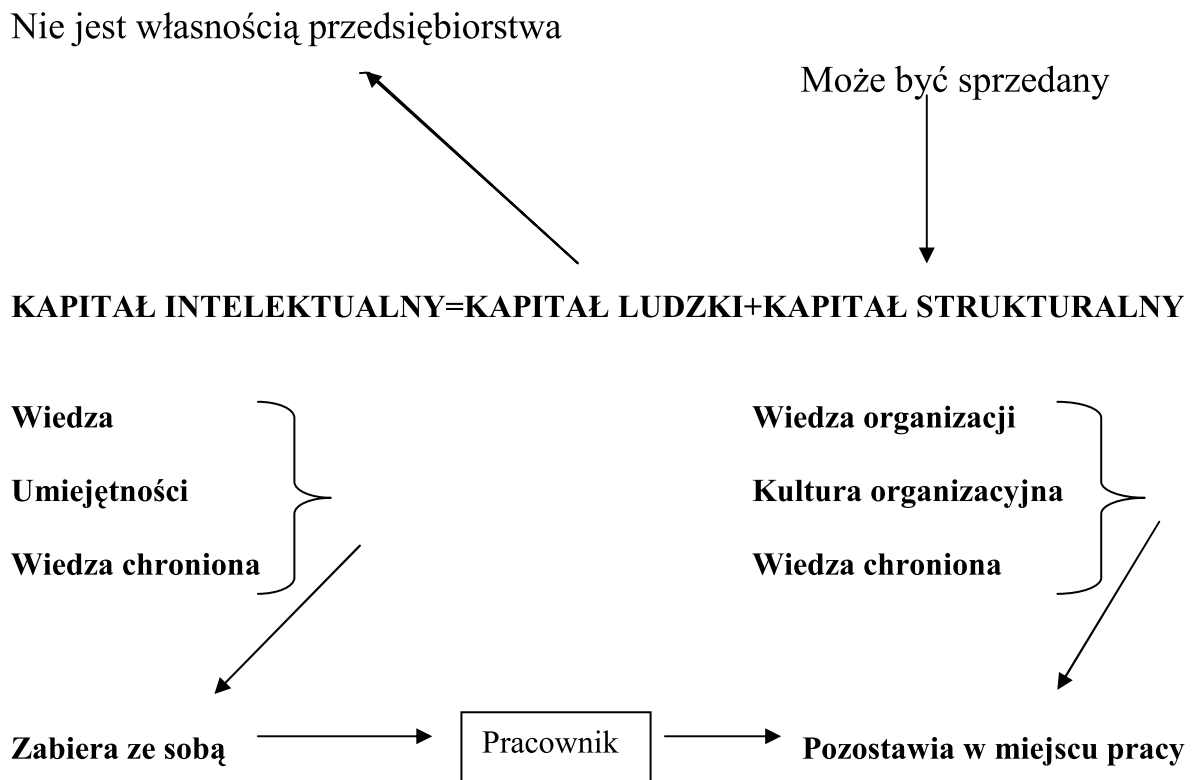 Nie jest własnością przedsiębiorstwa
Może być sprzedany
KAPITAŁ INTELEKTUALNY=KAPITAŁ LUDZKI+KAPITAŁ STRUKTURALNY
Wiedza
Umiejętności
Wiedza chroniona
Wiedza organizacji
Kultura organizacyjna
Wiedza chroniona
Zabiera ze sobą
Pracownik
Pozostawia w miejscu pracy